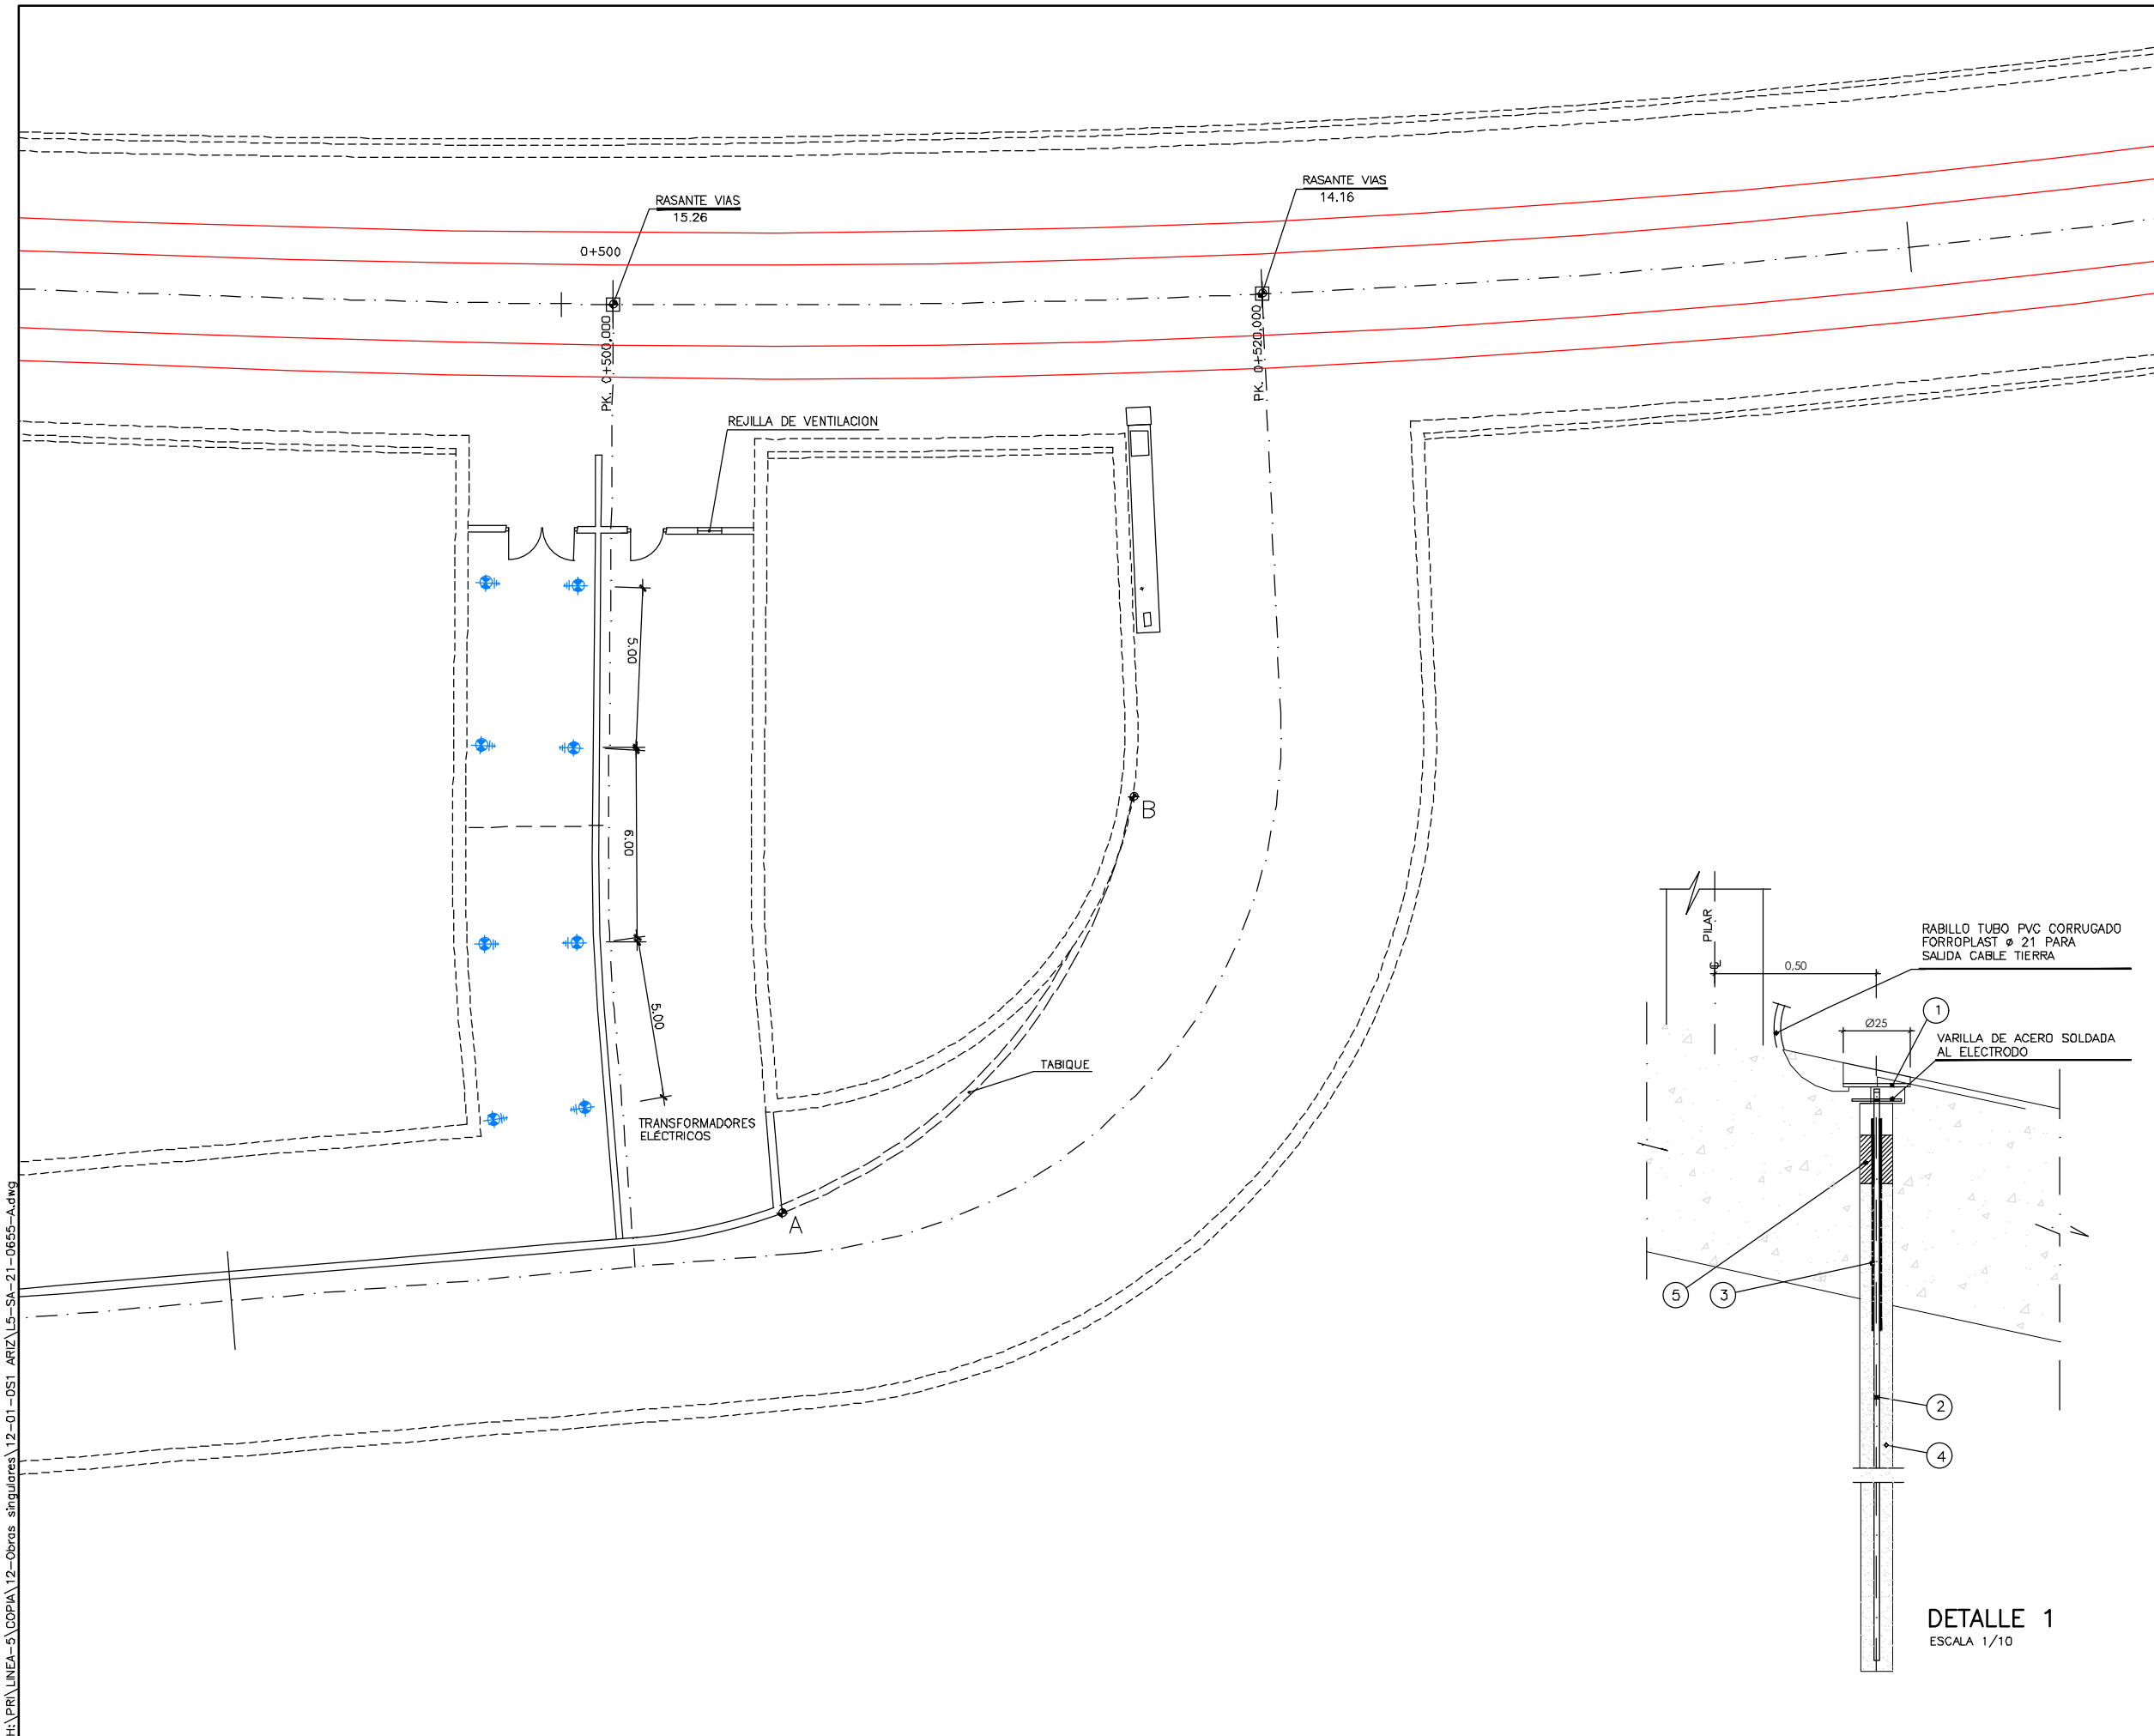 RASANTE VIAS
15.26
RASANTE VIAS
14.16
0+500
PK. 0+500,000
PK. 0+520,000
REJILLA DE VENTILACION
5.00
6.00
5.00
B
TABIQUE
TRANSFORMADORES
ELÉCTRICOS
A
PILAR
0,50
RABILLO TUBO PVC CORRUGADO
FORROPLAST ø 21 PARA
SALIDA CABLE TIERRA
1
Ø25
VARILLA DE ACERO SOLDADA
AL ELECTRODO
5
3
2
4
DETALLE 1
ESCALA 1/10
H:\PRI\LINEA-5\COPIA\12-Obras singulares\12-01-OS1 ARIZ\L5-SA-21-0655-A.dwg